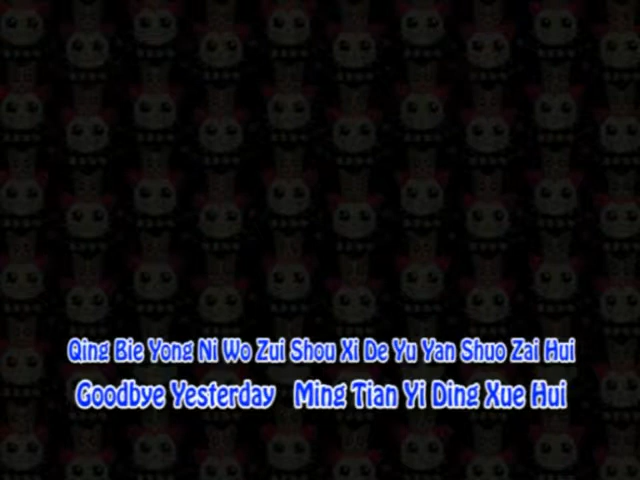 Qing Bie Yong Ni Wo Zui Shou Xi De Yu Yan Shuo Zai Hui
Goodbye Yesterday Ming Tian Yi Ding Xue Hui